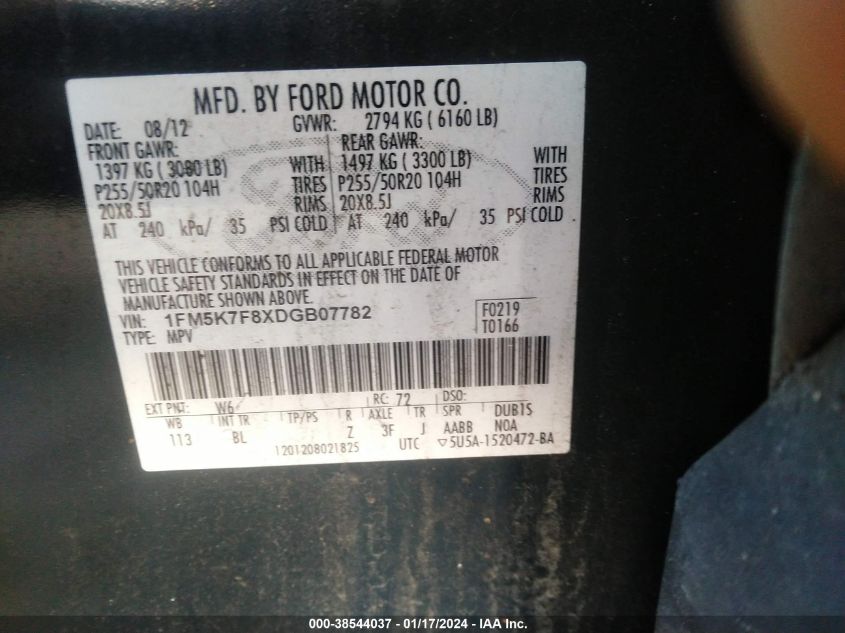 MFD. BY FORD MOTOR CO.
DATE: 08/12 GVWR: 2794 KG ( 6160 LB)
FRONT GAWR: REAR GAWR:
1397 KG ( 3080 LB) WITH 1497 KG ( 3300 LB) WITH
P255/50R20 104H TIRES P255/50R20 104H TIRES
20X8.5J RIMS 20X8.5J RIMS
AT 240 kPa/ 35 PSI COLD AT 240 kPa/ 35 PSI COLD
THIS VEHICLE CONFORMS TO ALL APPLICABLE FEDERAL MOTOR
VEHICLE SAFETY STANDARDS IN EFFECT ON THE DATE OF
MANUFACTURE SHOWN ABOVE.
VIN: 1FM5K7F8XDGB07782 F0219
TYPE: MPV T0166
EXT PNT: W6 RC: 72 DSO:
WB INT TR TP/PS R AXLE TR SPR DUB1S
113 BL Z 3F J AABB N0A
1201208021825 UTC ▽5U5A-1520472-BA
000-38544037 - 01/17/2024 - IAA Inc.